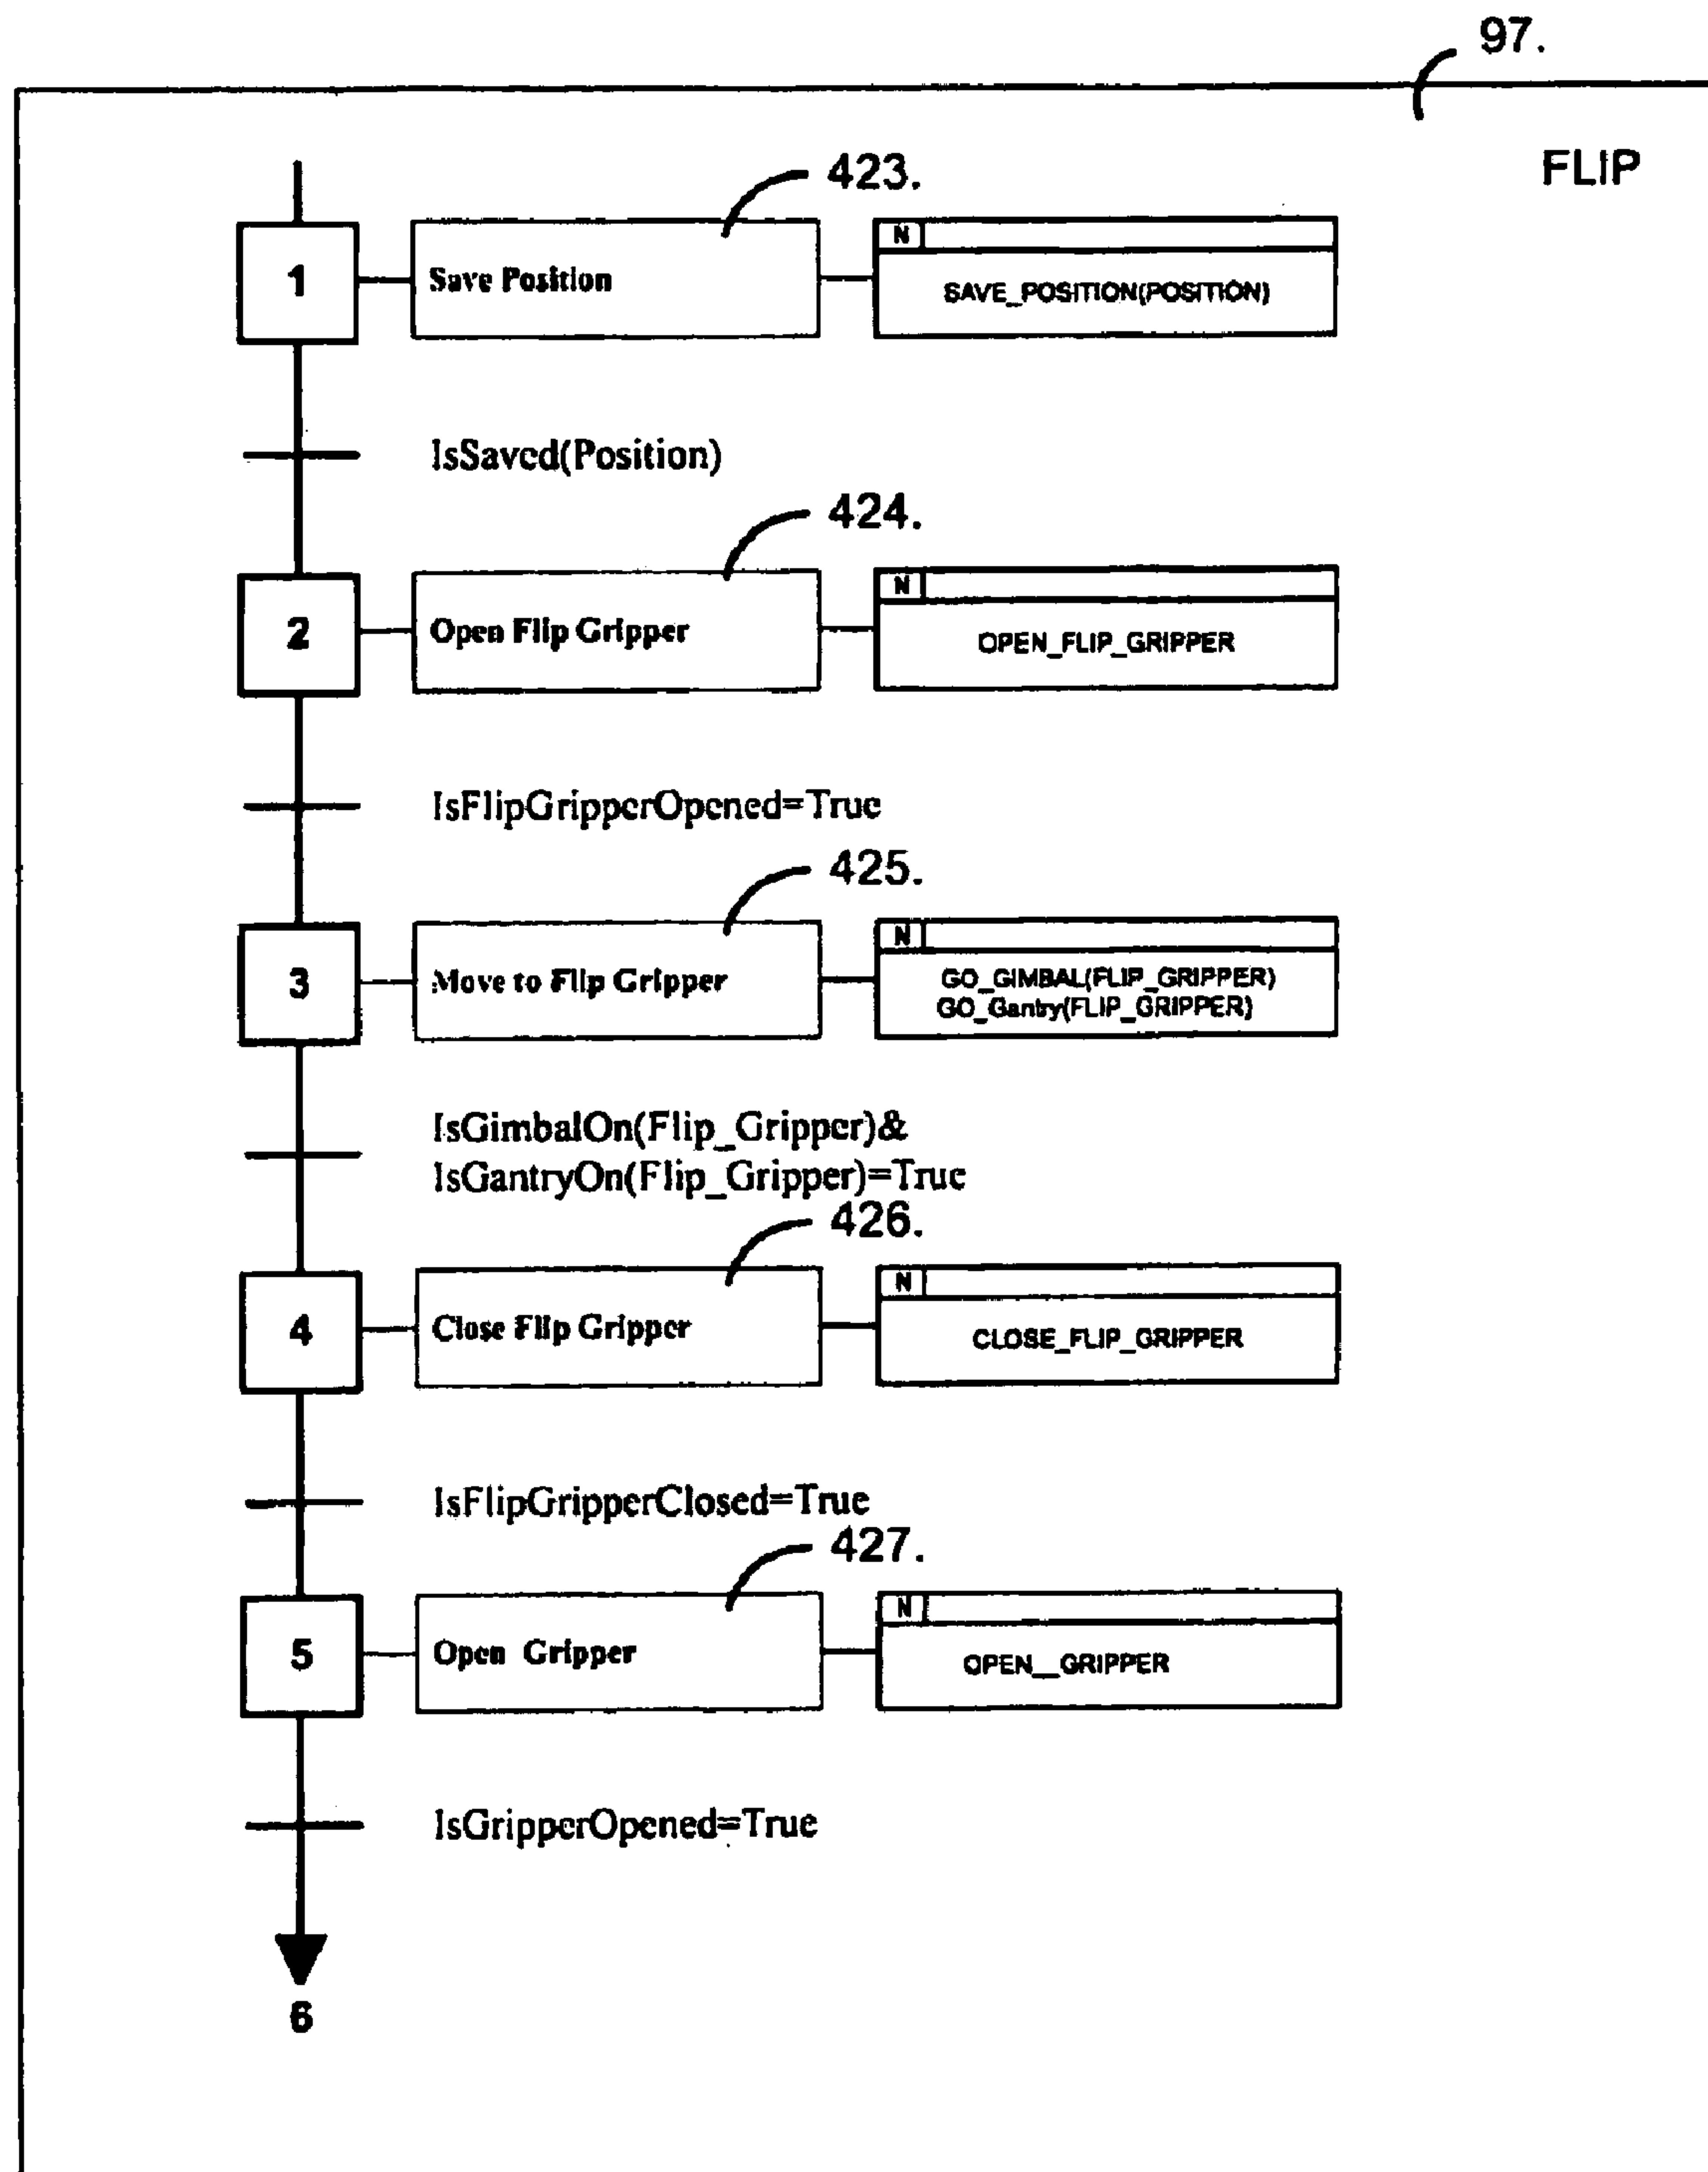 97.
FLIP
423.
1
Save Position
N
SAVE_POSITION(POSITION)
IsSaved(Position)
424.
2
Open Flip Gripper
N
OPEN_FLIP_GRIPPER
IsFlipGripperOpened=True
425.
3
Move to Flip Gripper
N
GO_GIMBAL(FLIP_GRIPPER)
GO_Gantry(FLIP_GRIPPER)
IsGimbalOn(Flip_Gripper)&
IsGantryOn(Flip_Gripper)=True
426.
4
Close Flip Gripper
N
CLOSE_FLIP_GRIPPER
IsFlipGripperClosed=True
427.
5
Open Gripper
N
OPEN__GRIPPER
IsGripperOpened=True
6